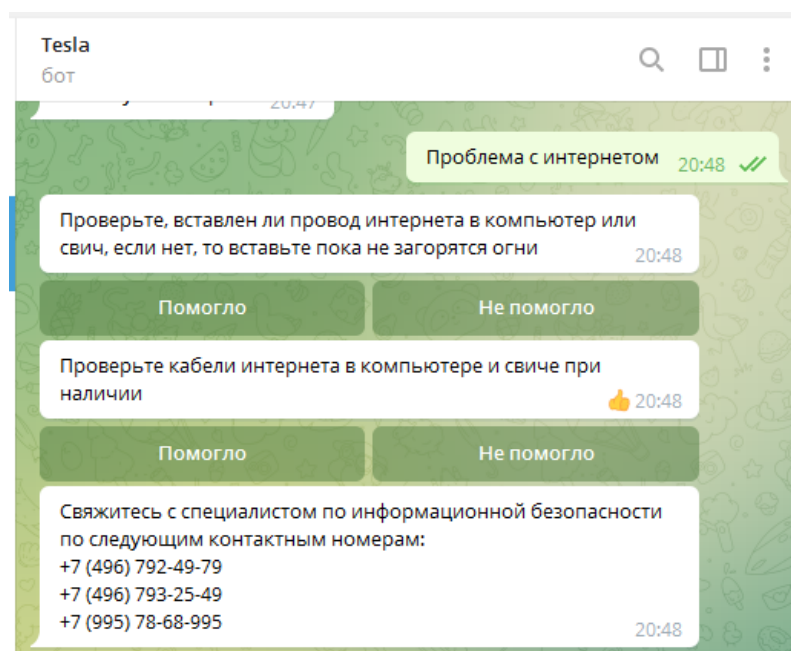 Tesla
бот
20:47
Проблема с интернетом 20:48
Проверьте, вставлен ли провод интернета в компьютер или
свич, если нет, то вставьте пока не загорятся огни 20:48
Помогло Не помогло
Проверьте кабели интернета в компьютере и свиче при
наличии 👍 20:48
Помогло Не помогло
Свяжитесь с специалистом по информационной безопасности
по следующим контактным номерам:
+7 (496) 792-49-79
+7 (496) 793-25-49
+7 (995) 78-68-995 20:48